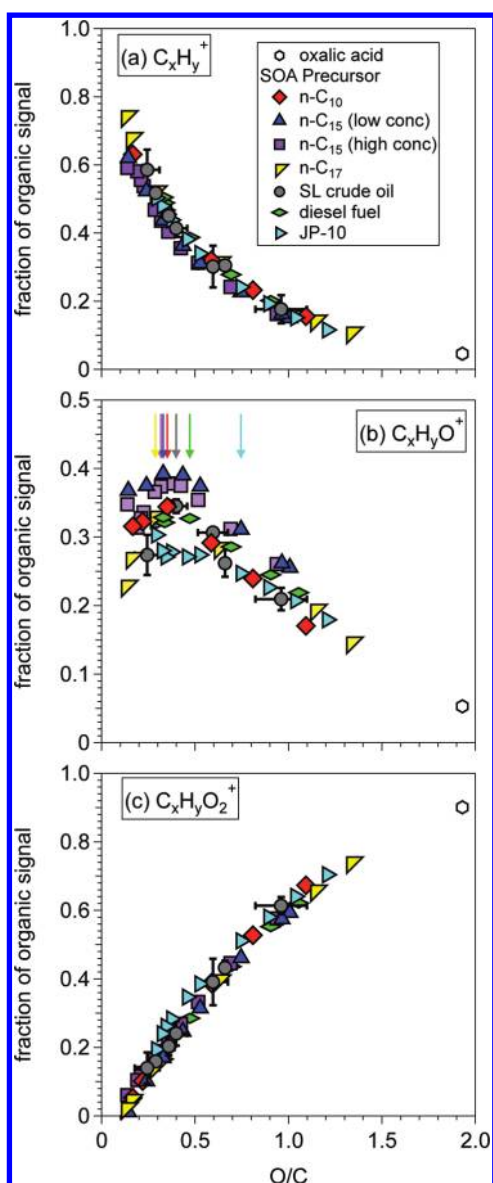 (a) CxHy+
oxalic acid
SOA Precursor
n-C10
n-C15 (low conc)
n-C15 (high conc)
n-C17
SL crude oil
diesel fuel
JP-10
fraction of organic signal
1.0
0.8
0.6
0.4
0.2
0
(b) CxHyO+
fraction of organic signal
0.5
0.4
0.3
0.2
0.1
0
(c) CxHyO2+
fraction of organic signal
1.0
0.8
0.6
0.4
0.2
0
0 0.5 1.0 1.5 2.0
O/C